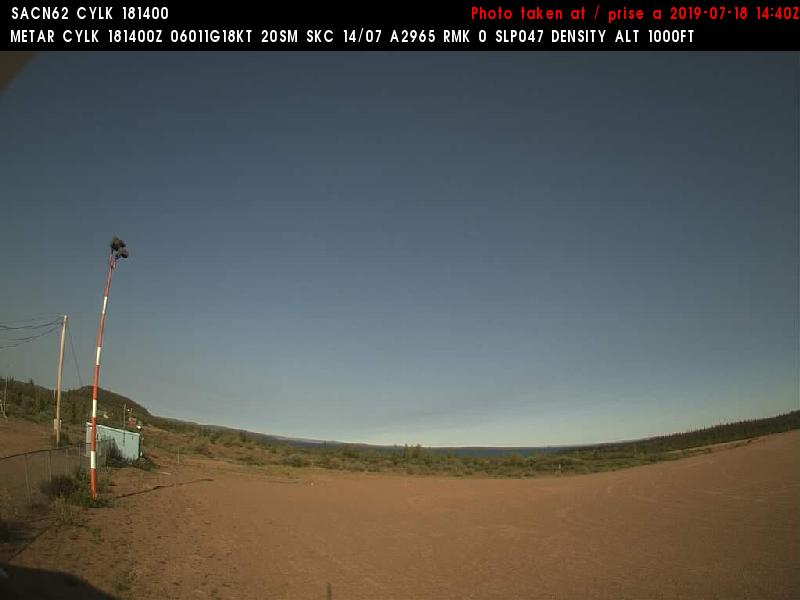 SACN62 CYLK 181400 Photo taken at / prise a 2019-07-18 14:40Z
METAR CYLK 181400Z 06011G18KT 20SM SKC 14/07 A2965 RMK 0 SLP047 DENSITY ALT 1000FT